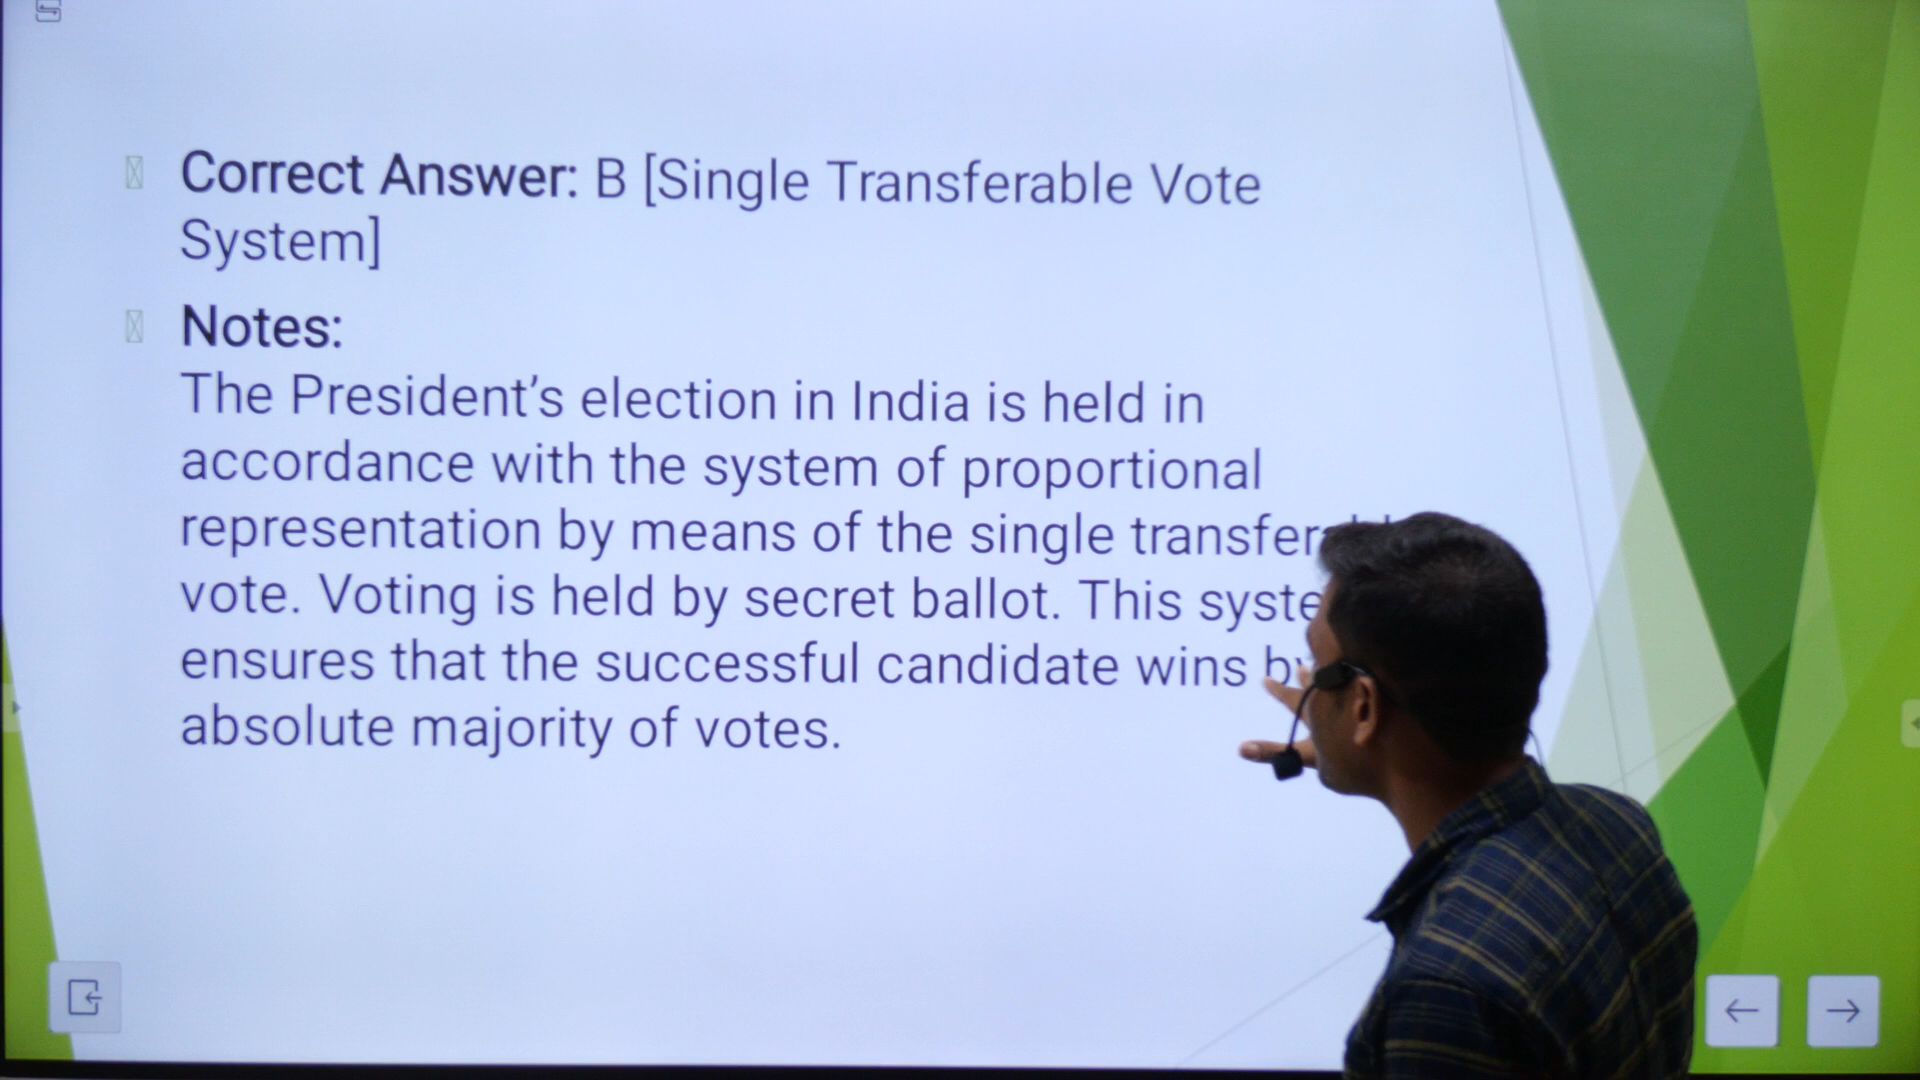 Correct Answer: B [Single Transferable Vote
System]
Notes:
The President's election in India is held in
accordance with the system of proportional
representation by means of the single
vote. Voting is held by secret ballot. This
ensures that the successful candidate wins
absolute majority of votes.